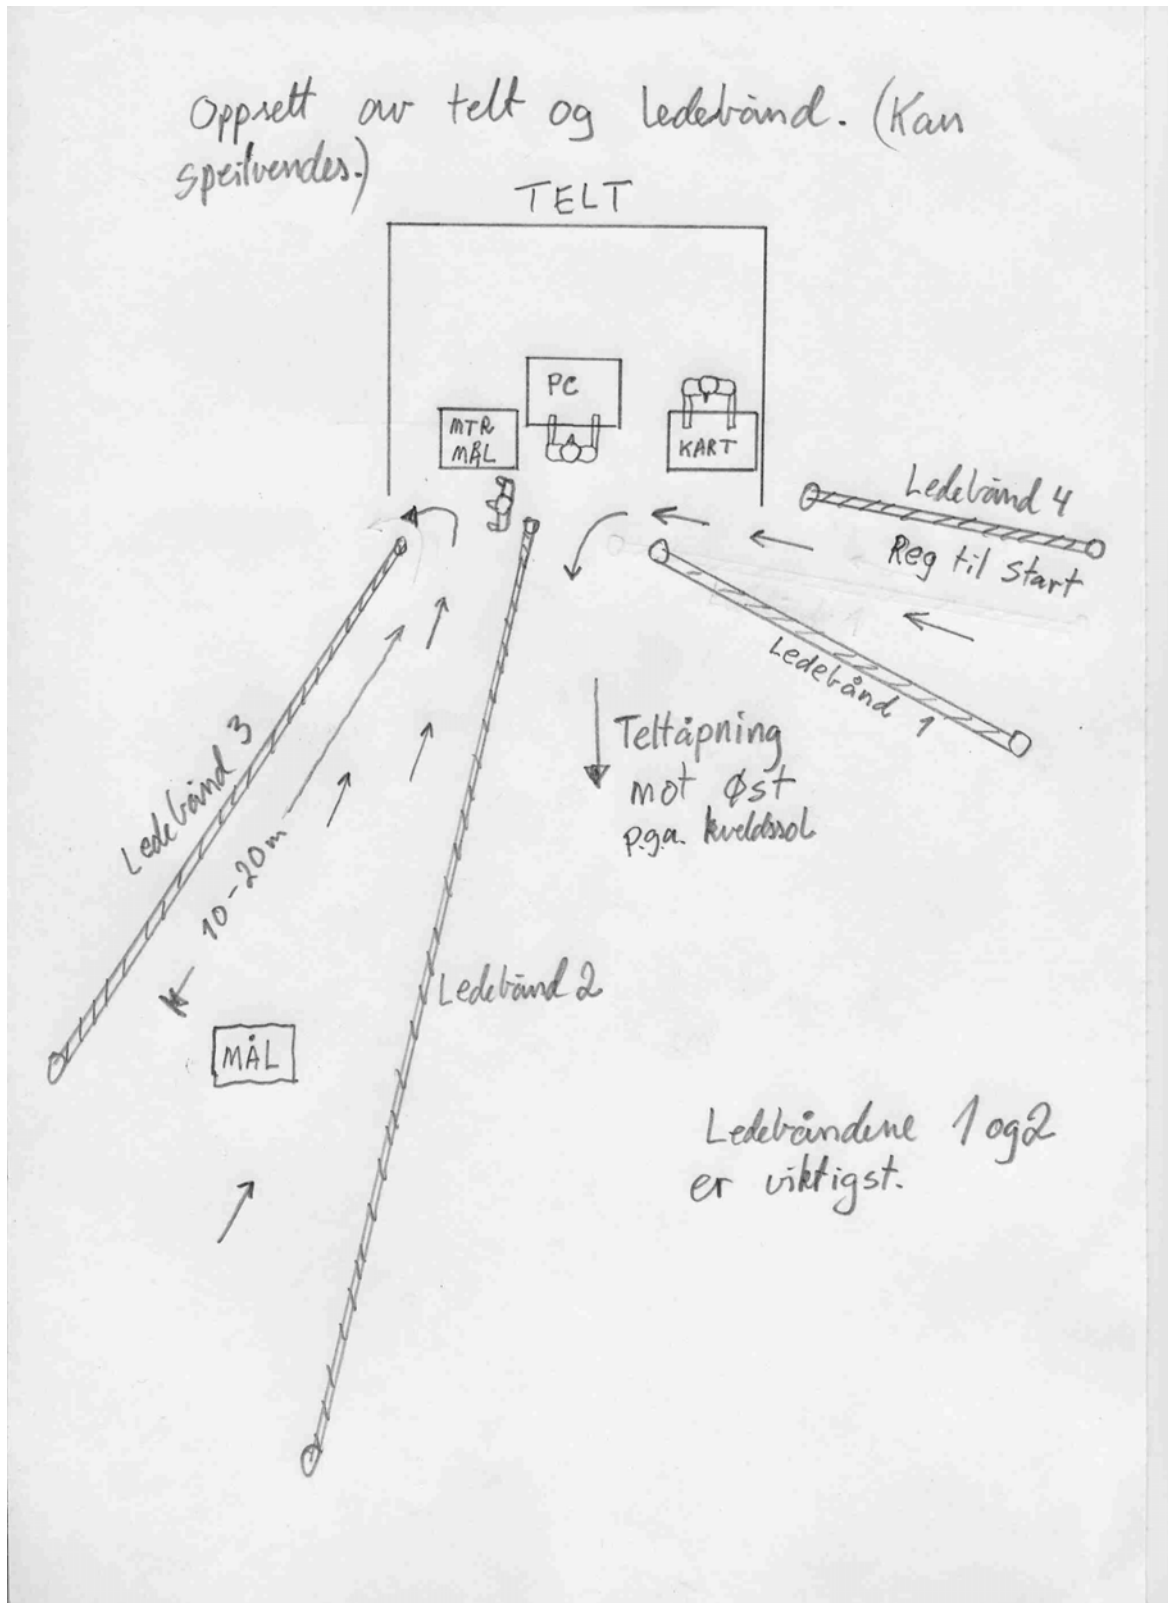 Oppsett av telt og ledebånd. (Kan
speilvendes.)
TELT
PC
MTR
MÅL
KART
Ledebånd 4
Reg til start
Ledebånd 1
Teltåpning
mot øst
p.g.a. kveldssol
Ledebånd 3
10-20m
Ledebånd 2
MÅL
Ledebåndene 1 og 2
er viktigst.